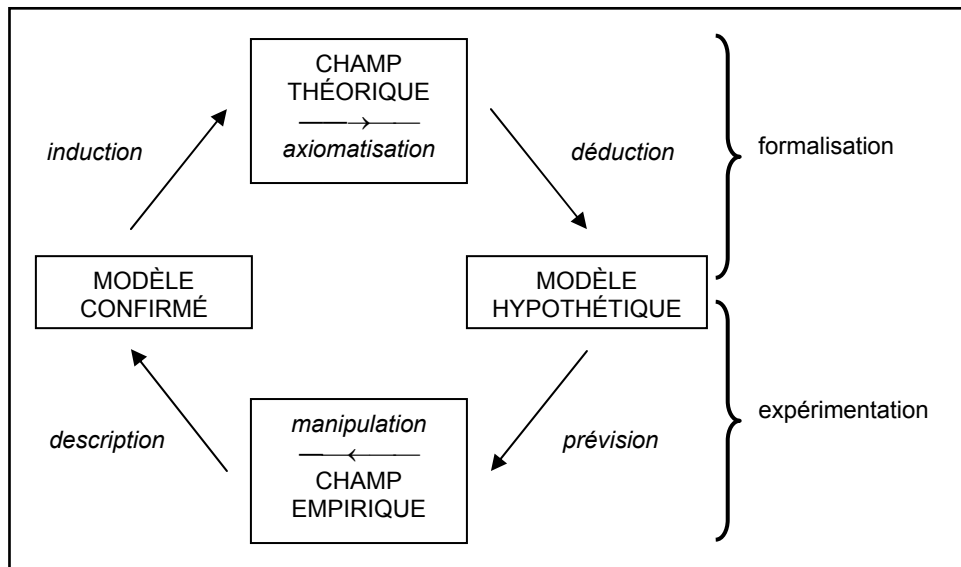 CHAMP
THÉORIQUE
axiomatisation
induction
déduction
formalisation
MODÈLE
CONFIRMÉ
MODÈLE
HYPOTHÉTIQUE
description
manipulation
CHAMP
EMPIRIQUE
prévision
expérimentation